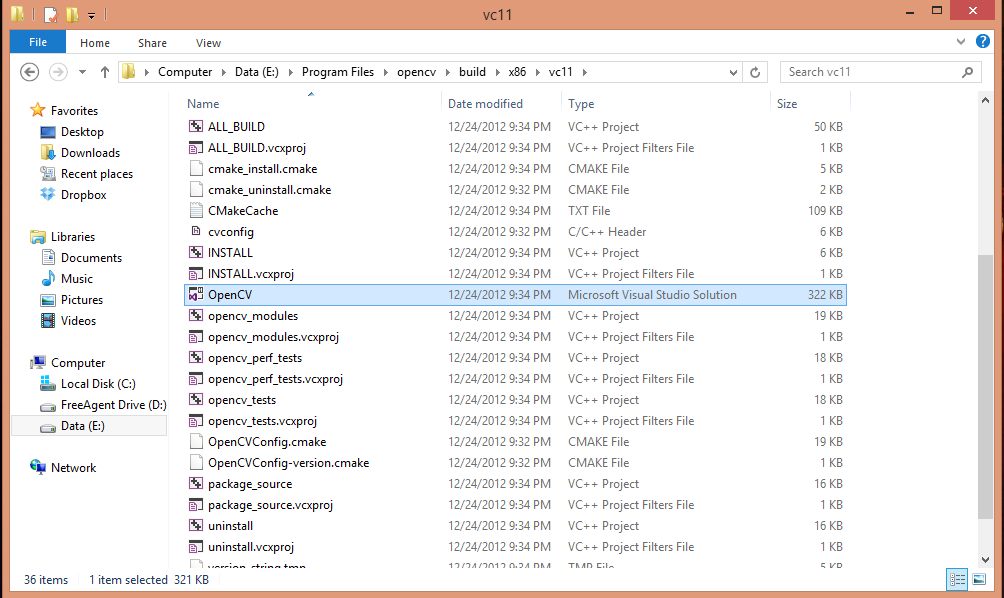 vc11
File Home Share View
Computer Data (E:) Program Files opencv build x86 vc11
Search vc11
Favorites
Desktop
Downloads
Recent places
Dropbox
Libraries
Documents
Music
Pictures
Videos
Computer
Local Disk (C:)
FreeAgent Drive (D:)
Data (E:)
Network
Name Date modified Type Size
ALL_BUILD 12/24/2012 9:34 PM VC++ Project 50 KB
ALL_BUILD.vcxproj 12/24/2012 9:34 PM VC++ Project Filters File 1 KB
cmake_install.cmake 12/24/2012 9:34 PM CMAKE File 5 KB
cmake_uninstall.cmake 12/24/2012 9:32 PM CMAKE File 2 KB
CMakeCache 12/24/2012 9:34 PM TXT File 109 KB
cvconfig 12/24/2012 9:32 PM C/C++ Header 6 KB
INSTALL 12/24/2012 9:34 PM VC++ Project 6 KB
INSTALL.vcxproj 12/24/2012 9:34 PM VC++ Project Filters File 1 KB
OpenCV 12/24/2012 9:34 PM Microsoft Visual Studio Solution 322 KB
opencv_modules 12/24/2012 9:34 PM VC++ Project 19 KB
opencv_modules.vcxproj 12/24/2012 9:34 PM VC++ Project Filters File 1 KB
opencv_perf_tests 12/24/2012 9:34 PM VC++ Project 18 KB
opencv_perf_tests.vcxproj 12/24/2012 9:34 PM VC++ Project Filters File 1 KB
opencv_tests 12/24/2012 9:34 PM VC++ Project 18 KB
opencv_tests.vcxproj 12/24/2012 9:34 PM VC++ Project Filters File 1 KB
OpenCVConfig.cmake 12/24/2012 9:32 PM CMAKE File 19 KB
OpenCVConfig-version.cmake 12/24/2012 9:32 PM CMAKE File 1 KB
package_source 12/24/2012 9:34 PM VC++ Project 16 KB
package_source.vcxproj 12/24/2012 9:34 PM VC++ Project Filters File 1 KB
uninstall 12/24/2012 9:34 PM VC++ Project 16 KB
uninstall.vcxproj 12/24/2012 9:34 PM VC++ Project Filters File 1 KB
version_string.tmp 12/24/2012 9:34 PM TMP File 5 KB
36 items 1 item selected 321 KB